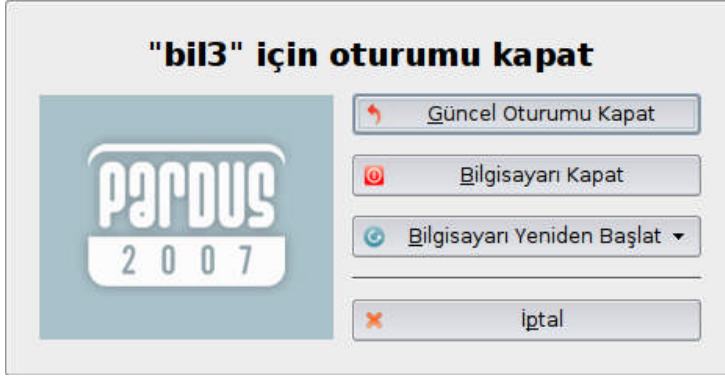 "bil3" için oturumu kapat
Pardus
2007
Güncel Oturumu Kapat
Bilgisayarı Kapat
Bilgisayarı Yeniden Başlat
İptal